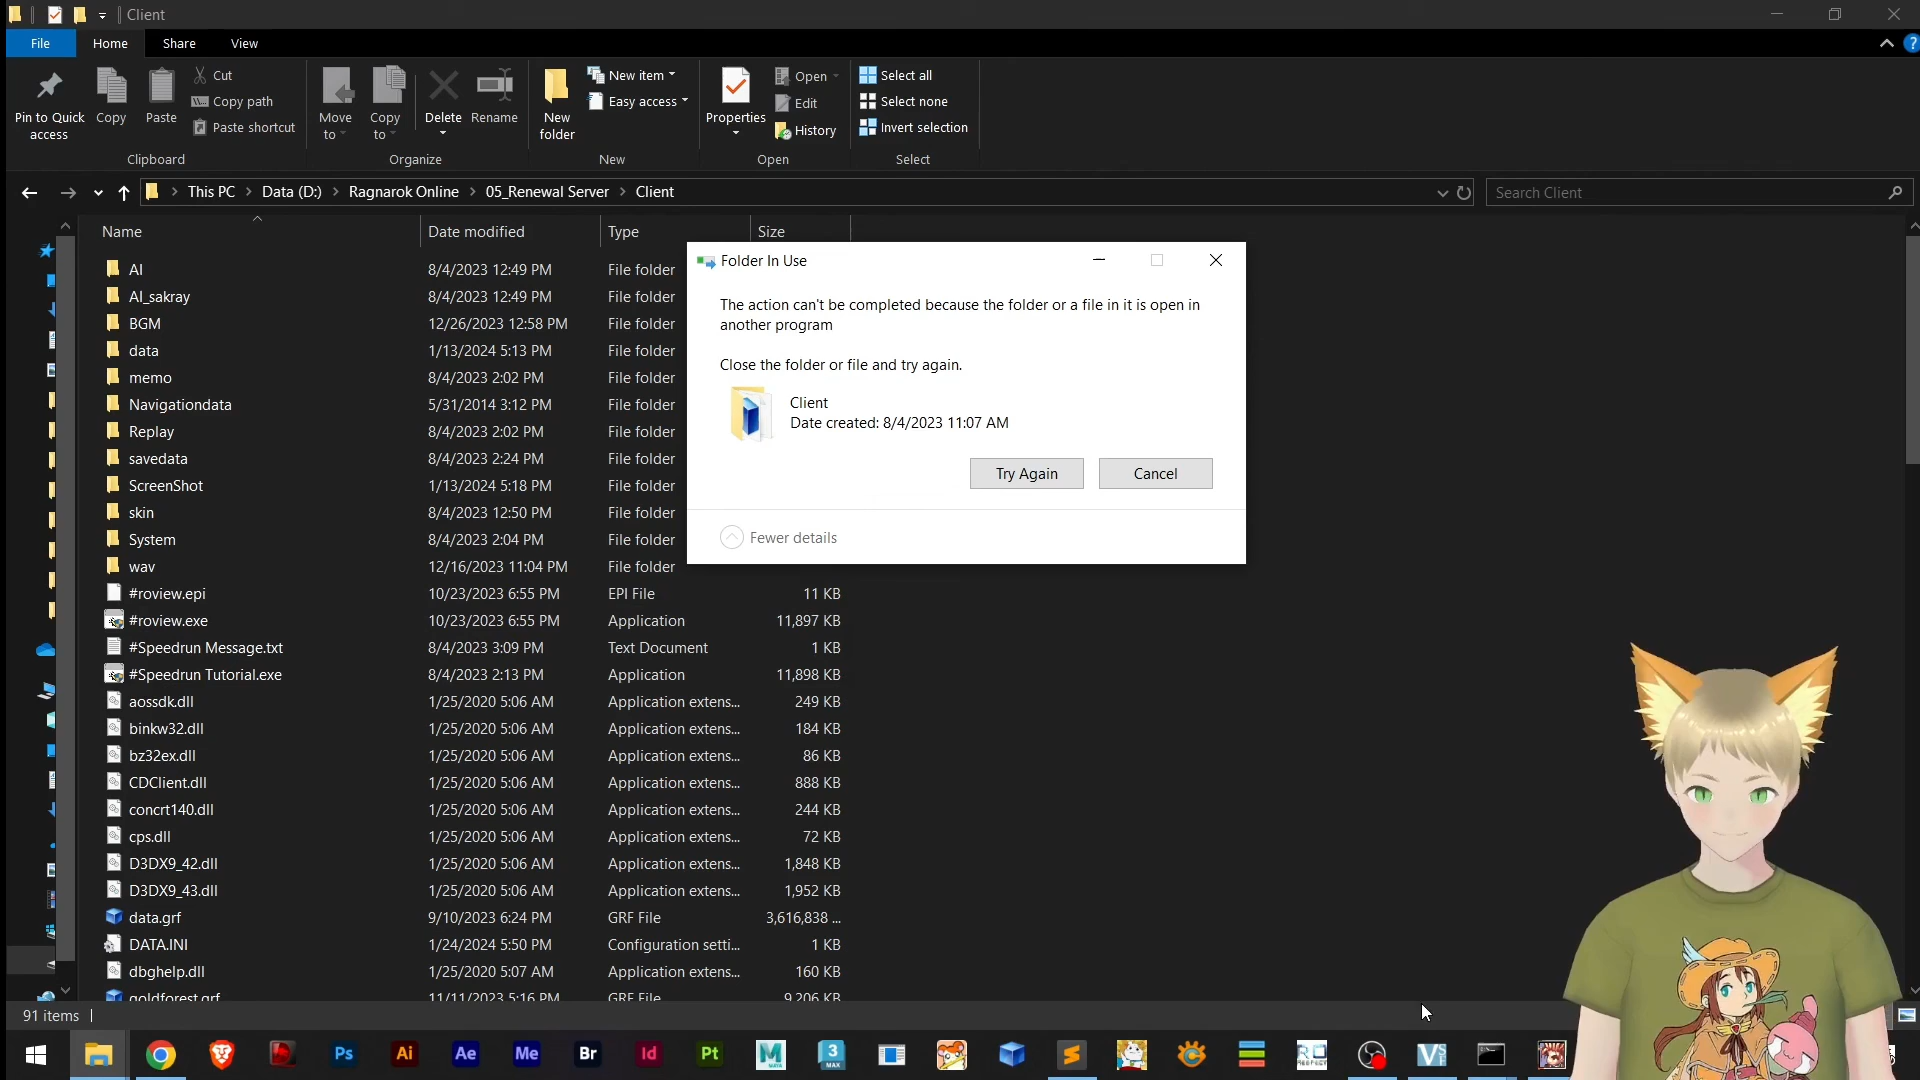 Client
File Home Share View
Pin to Quick access
Copy
Paste
Cut
Copy path
Paste shortcut
Clipboard
Move to
Copy to
Delete
Rename
Organize
New folder
New item
Easy access
New
Properties
Open
Edit
History
Open
Select all
Select none
Invert selection
Select
This PC > Data (D:) > Ragnarok Online > 05_Renewal Server > Client
Search Client
Name Date modified Type Size
AI 8/4/2023 12:49 PM File folder
AI_sakray 8/4/2023 12:49 PM File folder
BGM 12/26/2023 12:58 PM File folder
data 1/13/2024 5:13 PM File folder
memo 8/4/2023 2:02 PM File folder
Navigationdata 5/31/2014 3:12 PM File folder
Replay 8/4/2023 2:02 PM File folder
savedata 8/4/2023 2:24 PM File folder
ScreenShot 1/13/2024 5:18 PM File folder
skin 8/4/2023 12:50 PM File folder
System 8/4/2023 2:04 PM File folder
wav 12/16/2023 11:04 PM File folder
#roview.epi 10/23/2023 6:55 PM EPI File 11 KB
#roview.exe 10/23/2023 6:55 PM Application 11,897 KB
#Speedrun Message.txt 8/4/2023 3:09 PM Text Document 1 KB
#Speedrun Tutorial.exe 8/4/2023 2:13 PM Application 11,898 KB
aossdk.dll 1/25/2020 5:06 AM Application extens... 249 KB
binkw32.dll 1/25/2020 5:06 AM Application extens... 184 KB
bz32ex.dll 1/25/2020 5:06 AM Application extens... 86 KB
CDClient.dll 1/25/2020 5:06 AM Application extens... 888 KB
concrt140.dll 1/25/2020 5:06 AM Application extens... 244 KB
cps.dll 1/25/2020 5:06 AM Application extens... 72 KB
D3DX9_42.dll 1/25/2020 5:06 AM Application extens... 1,848 KB
D3DX9_43.dll 1/25/2020 5:06 AM Application extens... 1,952 KB
data.grf 9/10/2023 6:24 PM GRF File 3,616,838 ...
DATA.INI 1/24/2024 5:50 PM Configuration setti... 1 KB
dbghelp.dll 1/25/2020 5:07 AM Application extens... 160 KB
goldforest.grf 11/11/2023 5:16 PM GRF File 9,206 KB
Folder In Use
The action can't be completed because the folder or a file in it is open in
another program
Close the folder or file and try again.
Client
Date created: 8/4/2023 11:07 AM
Try Again Cancel
Fewer details
91 items
Ps Ai Ae Me Br Id Pt
MAYA
3
MAX